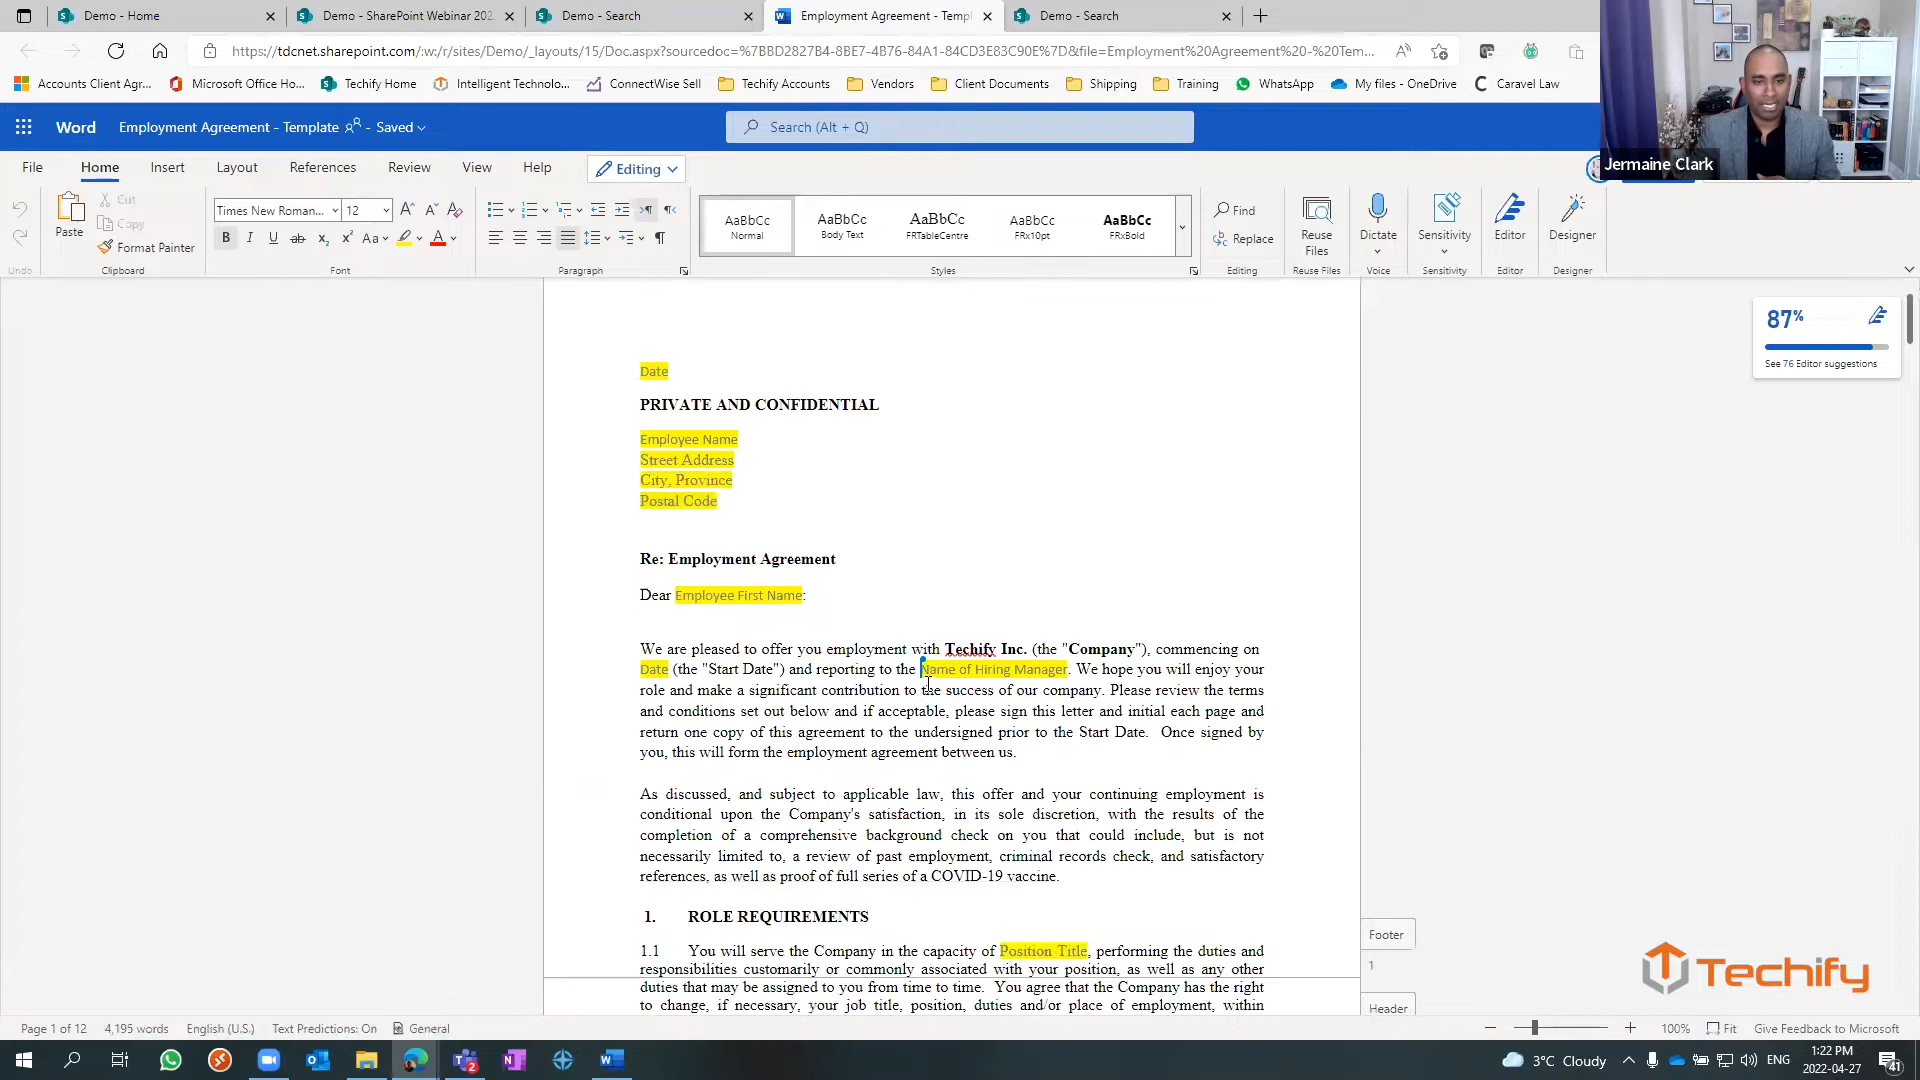 Demo - Home
Demo - SharePoint Webinar 202
Demo - Search
Employment Agreement - Templ
Demo - Search
https://tdcnet.sharepoint.com/:w:/r/sites/Demo/_layouts/15/Doc.aspx?sourcedoc=%7BBD2827B4-8BE7-4B76-84A1-84CD3E83C90E%7D&file=Employment%20Agreement%20-%20Tem...
Accounts Client Agr...
Microsoft Office Ho...
Techify Home
Intelligent Technolo...
ConnectWise Sell
Techify Accounts
Vendors
Client Documents
Shipping
Training
WhatsApp
My files - OneDrive
Caravel Law
Word
Employment Agreement - Template - Saved
Search (Alt + Q)
Jermaine Clark
File
Home
Insert
Layout
References
Review
View
Help
Editing
Paste
Cut
Copy
Format Painter
Times New Roman...
12
AaBbCc
Normal
AaBbCc
Body Text
AaBbCc
FRTableCentre
AaBbCc
FRx10pt
AaBbCc
FRxBold
Find
Replace
Reuse Files
Dictate
Sensitivity
Editor
Designer
Undo
Clipboard
Font
Paragraph
Styles
Editing
Reuse Files
Voice
Sensitivity
Editor
Designer
87%
See 76 Editor suggestions
Date
PRIVATE AND CONFIDENTIAL
Employee Name
Street Address
City, Province
Postal Code
Re: Employment Agreement
Dear Employee First Name:
We are pleased to offer you employment with Techify Inc. (the "Company"), commencing on
Date (the "Start Date") and reporting to the Name of Hiring Manager. We hope you will enjoy your
role and make a significant contribution to the success of our company. Please review the terms
and conditions set out below and if acceptable, please sign this letter and initial each page and
return one copy of this agreement to the undersigned prior to the Start Date. Once signed by
you, this will form the employment agreement between us.
As discussed, and subject to applicable law, this offer and your continuing employment is
conditional upon the Company's satisfaction, in its sole discretion, with the results of the
completion of a comprehensive background check on you that could include, but is not
necessarily limited to, a review of past employment, criminal records check, and satisfactory
references, as well as proof of full series of a COVID-19 vaccine.
1. ROLE REQUIREMENTS
1.1 You will serve the Company in the capacity of Position Title, performing the duties and
responsibilities customarily or commonly associated with your position, as well as any other
duties that may be assigned to you from time to time. You agree that the Company has the right
to change, if necessary, your job title, position, duties and/or place of employment, within
Footer
1
Header
Techify
Page 1 of 12
4,195 words
English (U.S.)
Text Predictions: On
General
100%
Fit
Give Feedback to Microsoft
3°C Cloudy
ENG
1:22 PM
2022-04-27
41